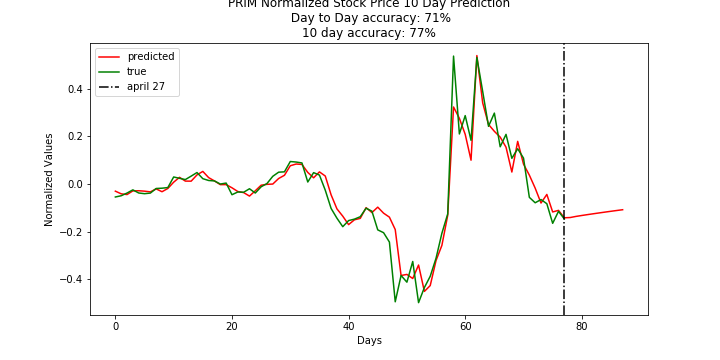 PRIM Normalized Stock Price 10 Day Prediction
Day to Day accuracy: 71%
10 day accuracy: 77%
predicted
true
april 27
Normalized Values
0.4
0.2
0.0
−0.2
−0.4
0
20
40
60
80
Days